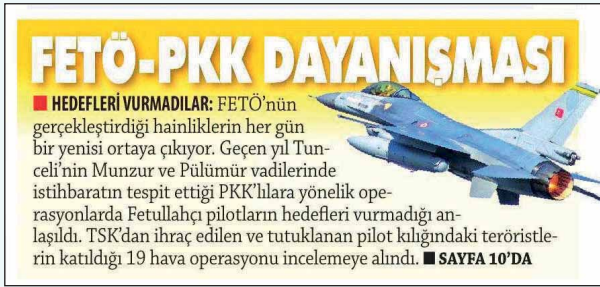 FETÖ-PKK DAYANIŞMASI
■ HEDEFLERİ VURMADILAR: FETÖ'nün
gerçekleştirdiği hainliklerin her gün
bir yenisi ortaya çıkıyor. Geçen yıl Tun-
celi'nin Munzur ve Pülümür vadilerinde
istihbaratın tespit ettiği PKK'lılara yönelik ope-
rasyonlarda Fetullahçı pilotların hedefleri vurmadığı an-
laşıldı. TSK'dan ihraç edilen ve tutuklanan pilot kılığındaki teröristle-
rin katıldığı 19 hava operasyonu incelemeye alındı. ■ SAYFA 10'DA